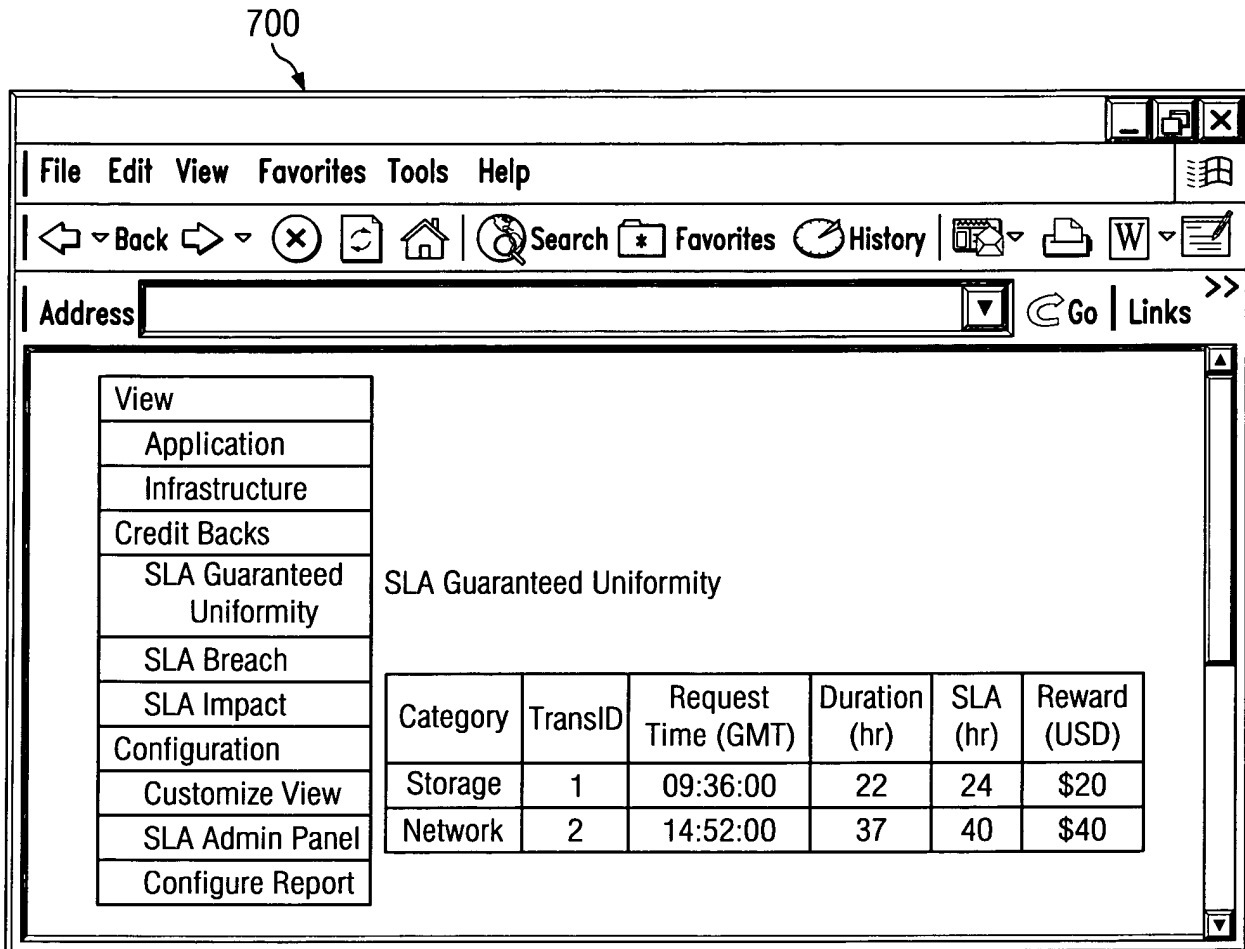 700
File Edit View Favorites Tools Help
Back Search Favorites History W
Address Go Links >>
View
Application
Infrastructure
Credit Backs
SLA Guaranteed
Uniformity
SLA Breach
SLA Impact
Configuration
Customize View
SLA Admin Panel
Configure Report
SLA Guaranteed Uniformity
Category TransID Request Time (GMT) Duration (hr) SLA (hr) Reward (USD)
Storage 1 09:36:00 22 24 $20
Network 2 14:52:00 37 40 $40